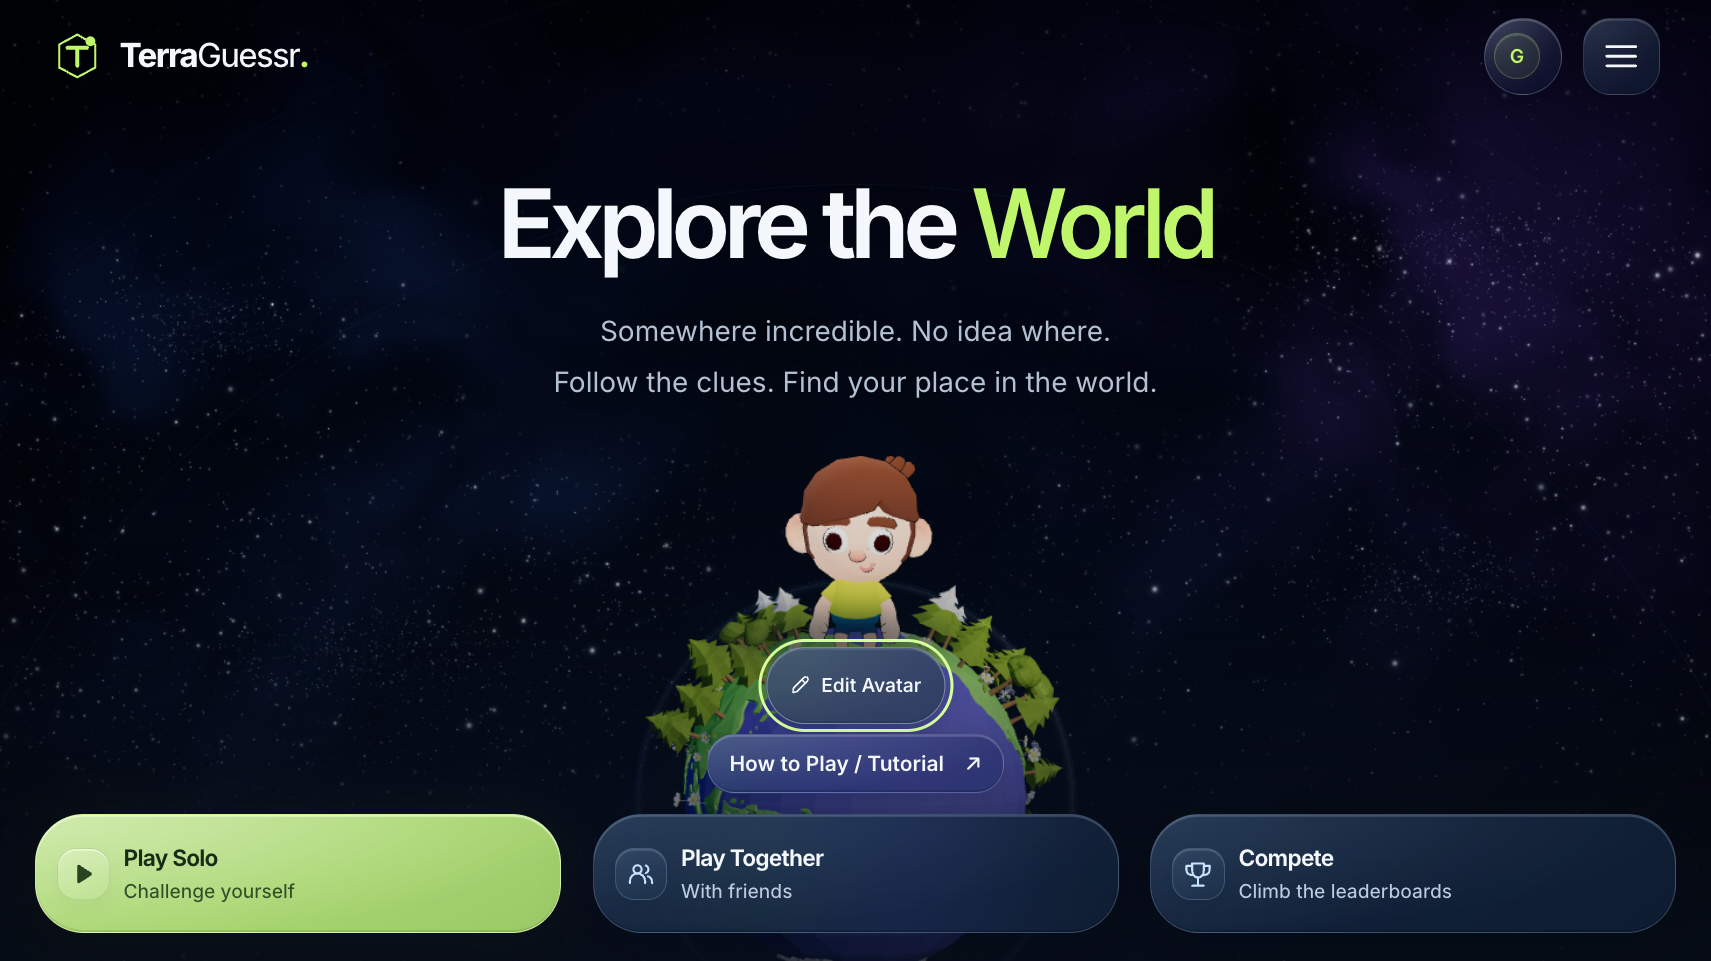 TerraGuessr.
G
Explore the World
Somewhere incredible. No idea where.
Follow the clues. Find your place in the world.
Edit Avatar
How to Play / Tutorial
Play Solo
Challenge yourself
Play Together
With friends
Compete
Climb the leaderboards